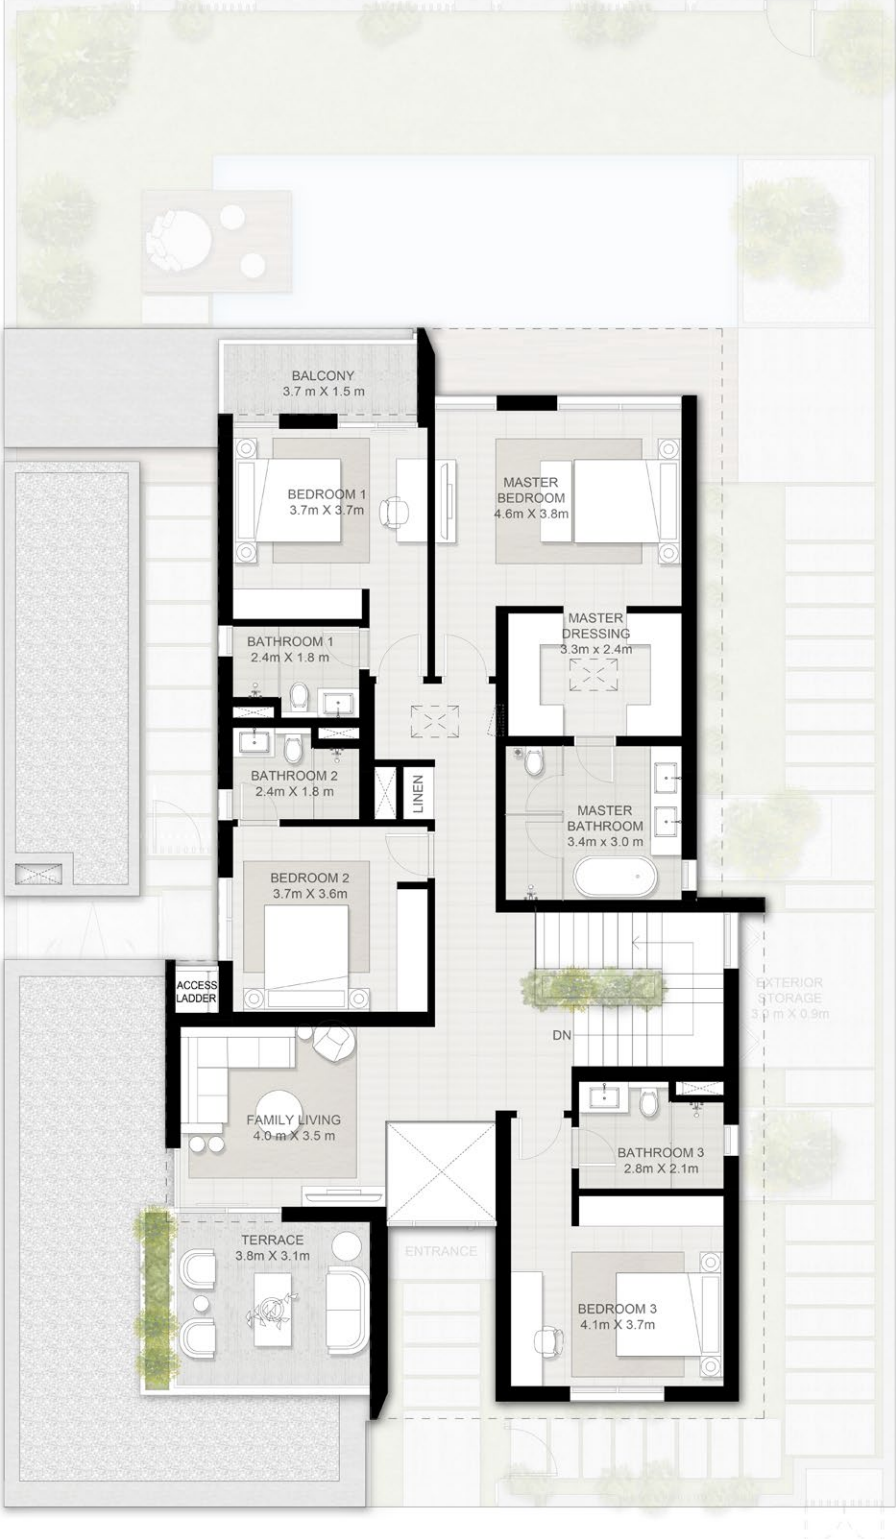 BALCONY
3.7 m X 1.5 m
BEDROOM 1
3.7m X 3.7m
MASTER
BEDROOM
4.6m X 3.8m
MASTER
DRESSING
3.3m x 2.4m
BATHROOM 1
2.4m X 1.8 m
BATHROOM 2
2.4m X 1.8 m
LINEN
MASTER
BATHROOM
3.4m x 3.0 m
BEDROOM 2
3.7m X 3.6m
ACCESS
LADDER
EXTERIOR
STORAGE
3.0 m X 0.9m
DN
FAMILY LIVING
4.0 m X 3.5 m
BATHROOM 3
2.8m X 2.1m
TERRACE
3.8m X 3.1m
ENTRANCE
BEDROOM 3
4.1m X 3.7m